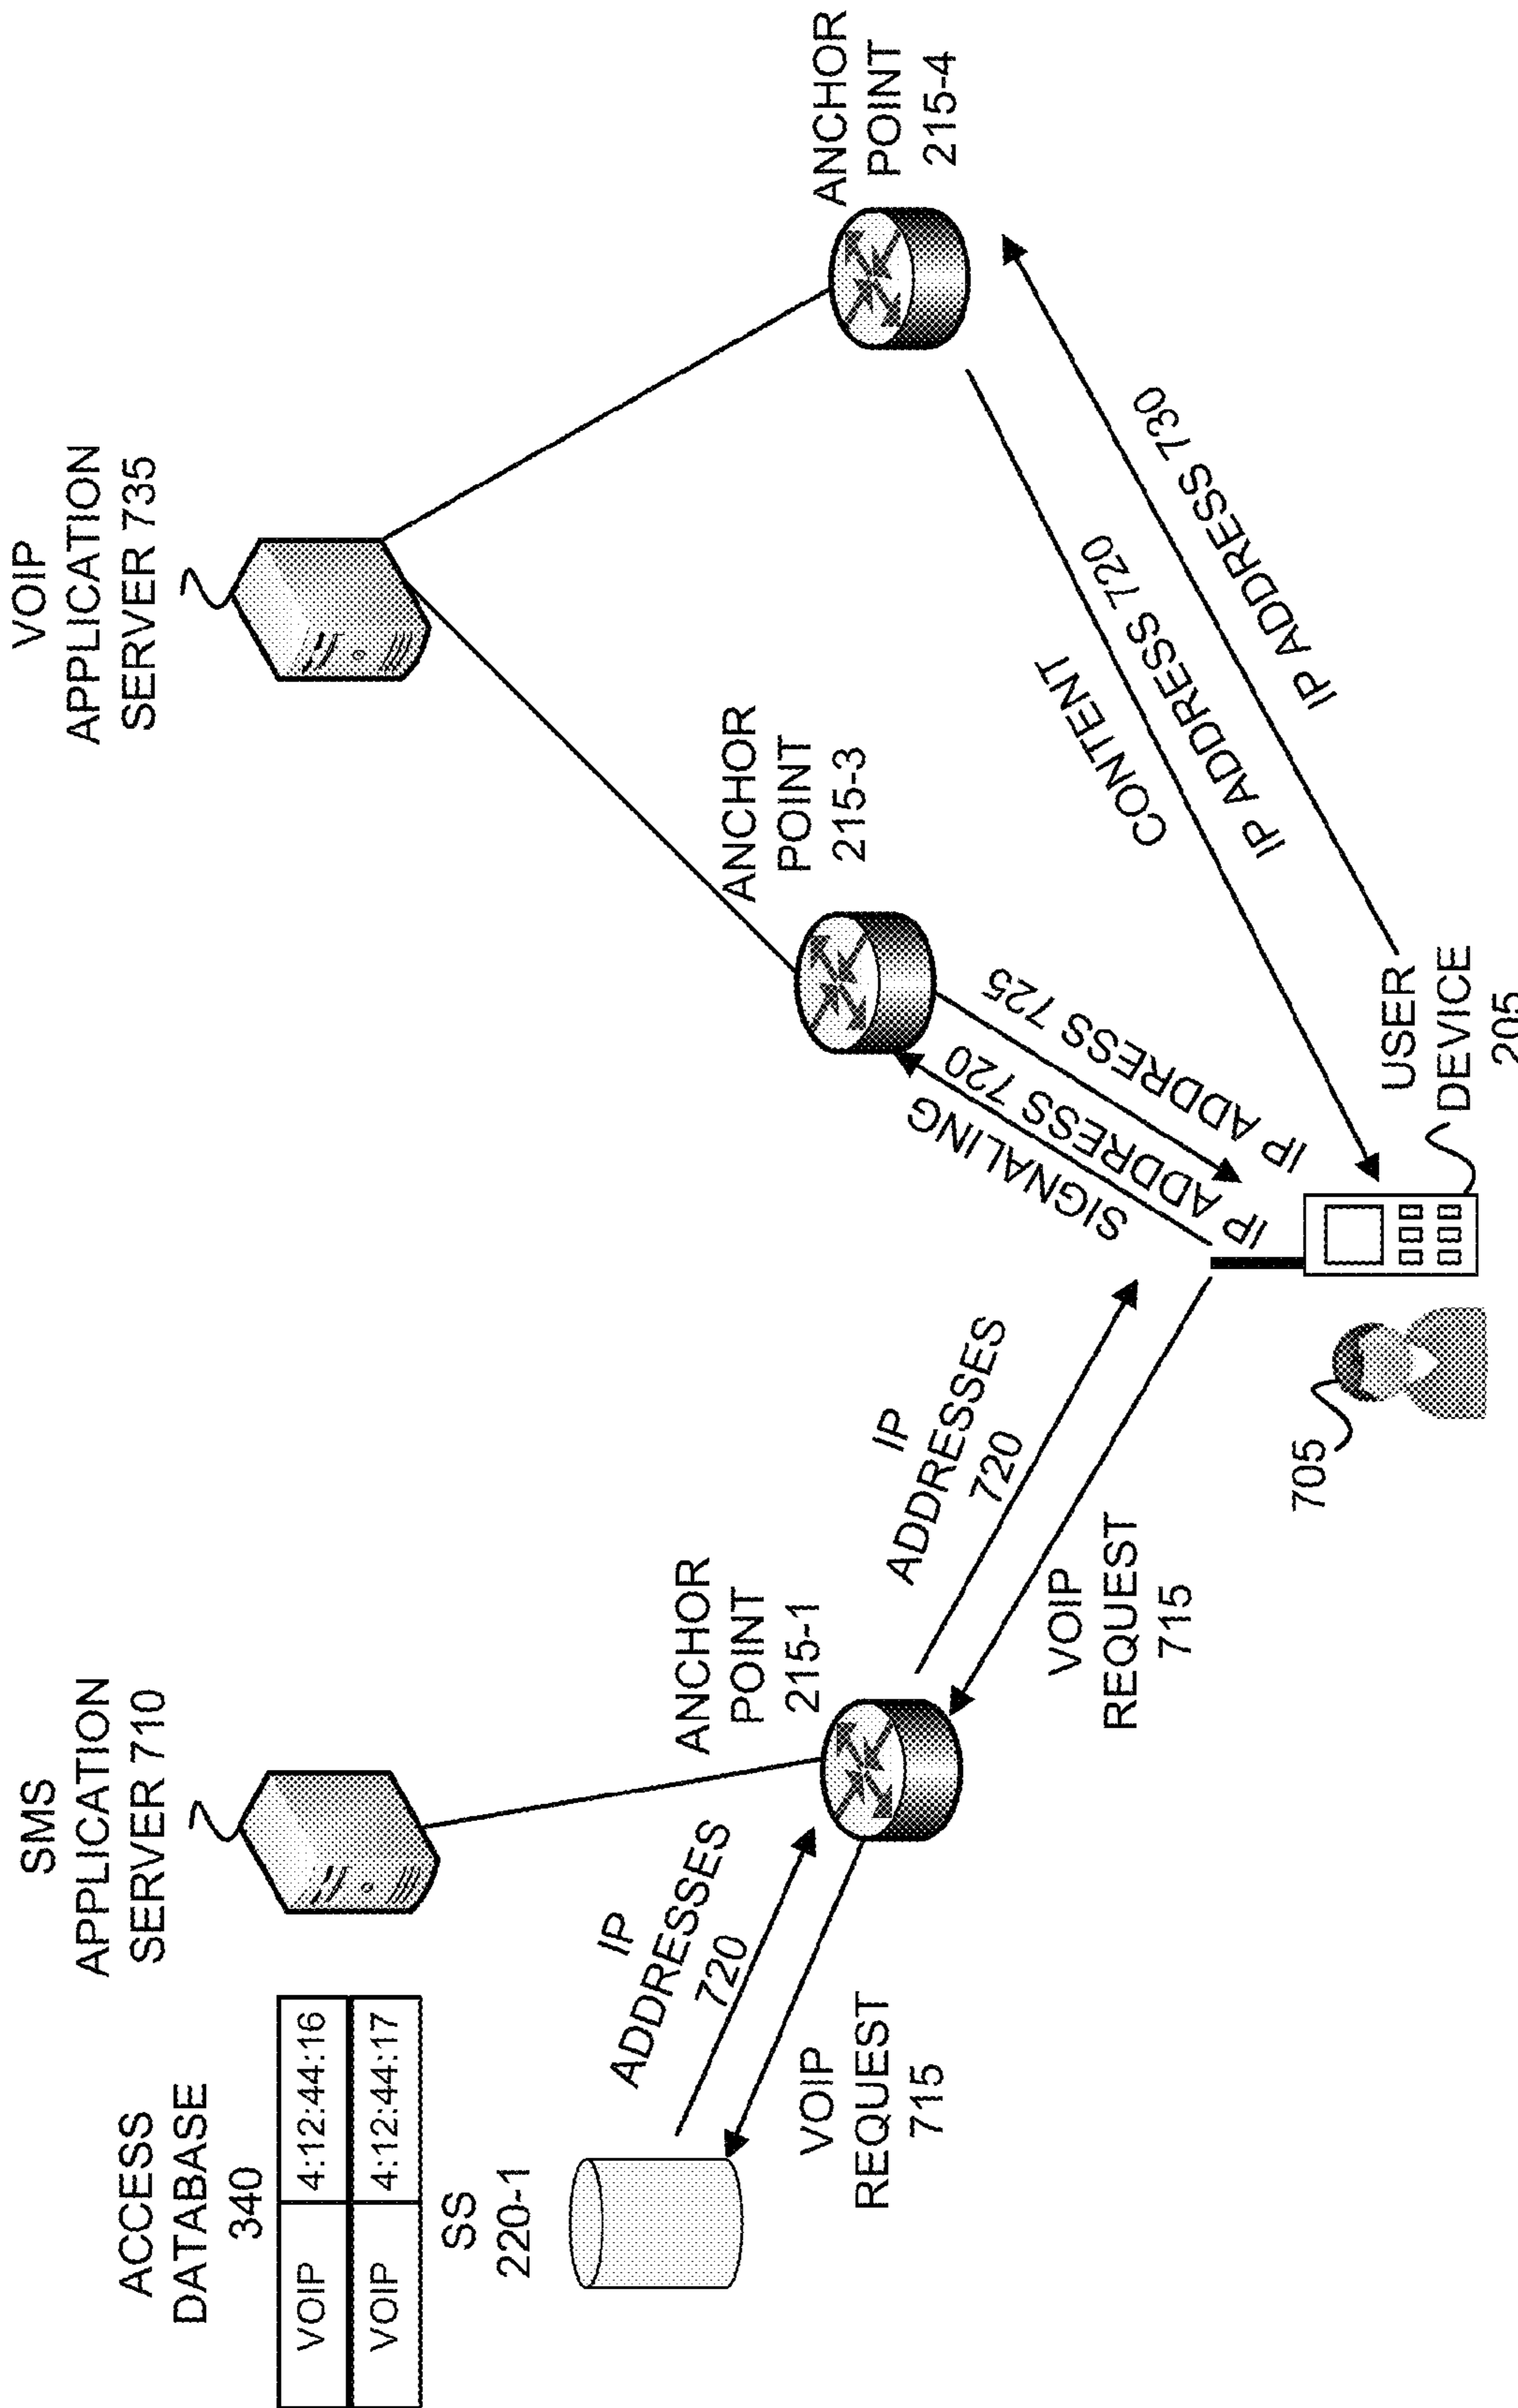 ACCESS
DATABASE
340
VOIP 4:12:44:16
VOIP 4:12:44:17
SS
220-1
SMS
APPLICATION
SERVER 710
VOIP
APPLICATION
SERVER 735
IP
ADDRESSES
720
VOIP
REQUEST
715
ANCHOR
POINT
215-1
IP
ADDRESSES
720
VOIP
REQUEST
715
ANCHOR
POINT
215-3
SIGNALING
IP ADDRESS 720
IP ADDRESS 725
ANCHOR
POINT
215-4
CONTENT
IP ADDRESS 720
IP ADDRESS 730
705
USER
DEVICE
205